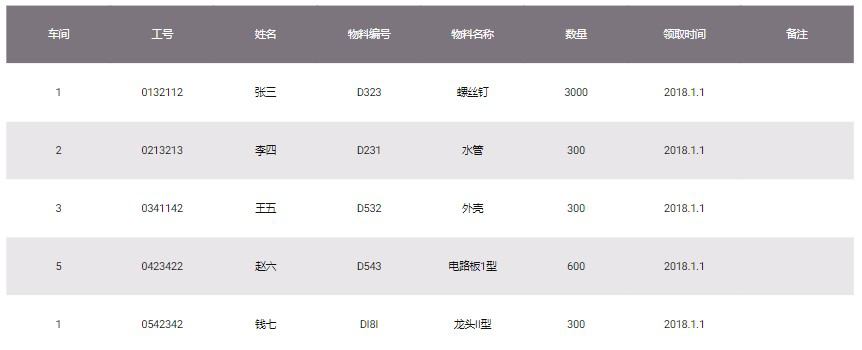 车间 工号 姓名 物料编号 物料名称 数量 领取时间 备注
1 0132112 张三 D323 螺丝钉 3000 2018.1.1
2 0213213 李四 D231 水管 300 2018.1.1
3 0341142 王五 D532 外壳 300 2018.1.1
5 0423422 赵六 D543 电路板1型 600 2018.1.1
1 0542342 钱七 DI8I 龙头II型 300 2018.1.1